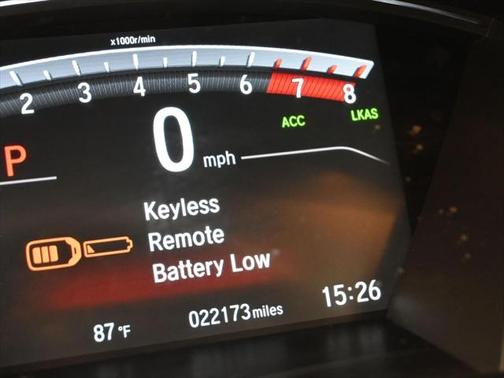 x1000r/min
2 3 4 5 6 7 8
ACC LKAS
P 0 mph
Keyless
Remote
Battery Low
87°F 022173 miles 15:26